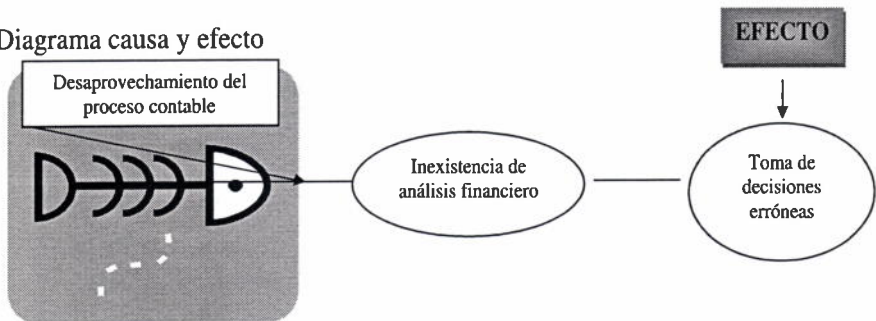 Diagrama causa y efecto
EFECTO
Desaprovechamiento del
proceso contable
Inexistencia de
análisis financiero
Toma de
decisiones
erróneas